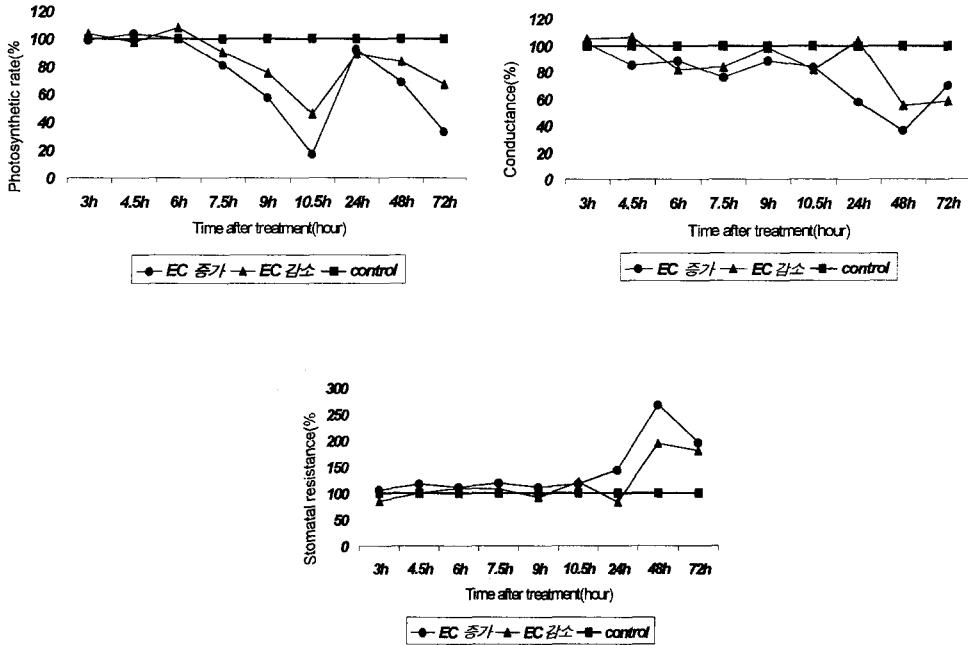 Photosynthetic rate(%
120
100
80
60
40
20
0
3h 4.5h 6h 7.5h 9h 10.5h 24h 48h 72h
Time after treatment(hour)
EC 증가 EC 감소 control
Conductance(%)
120
100
80
60
40
20
0
3h 4.5h 6h 7.5h 9h 10.5h 24h 48h 72h
Time after treatment(hour)
EC 증가 EC 감소 control
Stomatal resistance(%
300
250
200
150
100
50
0
3h 4.5h 6h 7.5h 9h 10.5h 24h 48h 72h
Time after treatment(hour)
EC 증가 EC 감소 control